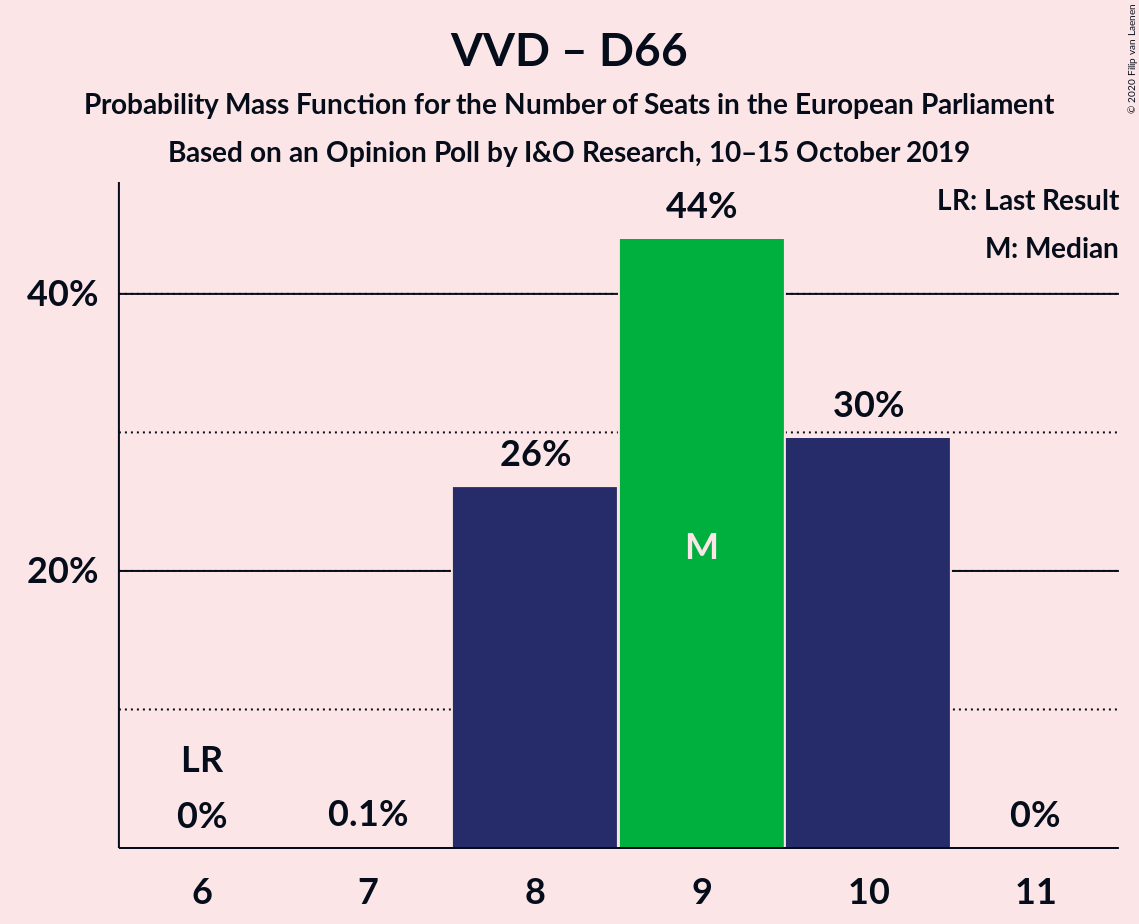 VVD – D66
Probability Mass Function for the Number of Seats in the European Parliament
Based on an Opinion Poll by I&O Research, 10–15 October 2019
© 2020 Filip van Laenen
LR: Last Result
M: Median
44%
40%
30%
26%
M
20%
LR
0%
0.1%
0%
6 7 8 9 10 11